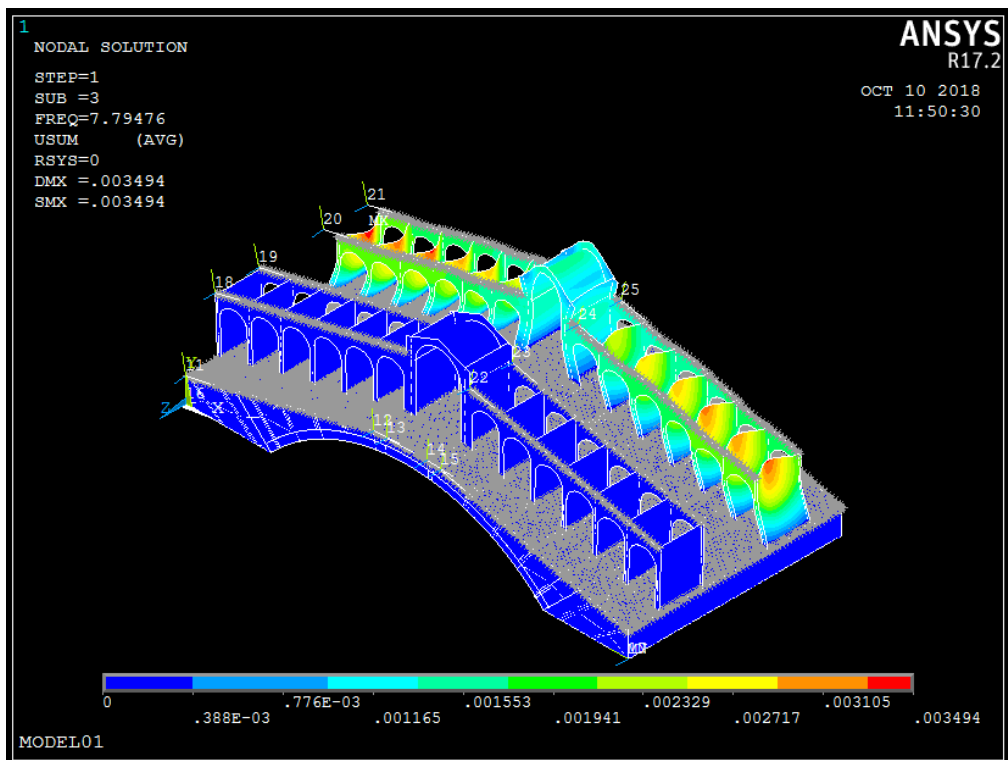 1
NODAL SOLUTION
STEP=1
SUB =3
FREQ=7.79476
USUM (AVG)
RSYS=0
DMX =.003494
SMX =.003494
ANSYS
R17.2
OCT 10 2018
11:50:30
21
MX
20
19
18
25
24
23
22
Y
Z X
12
13
14
15
0 .776E-03 .001553 .002329 .003105
.388E-03 .001165 .001941 .002717 .003494
MODEL01